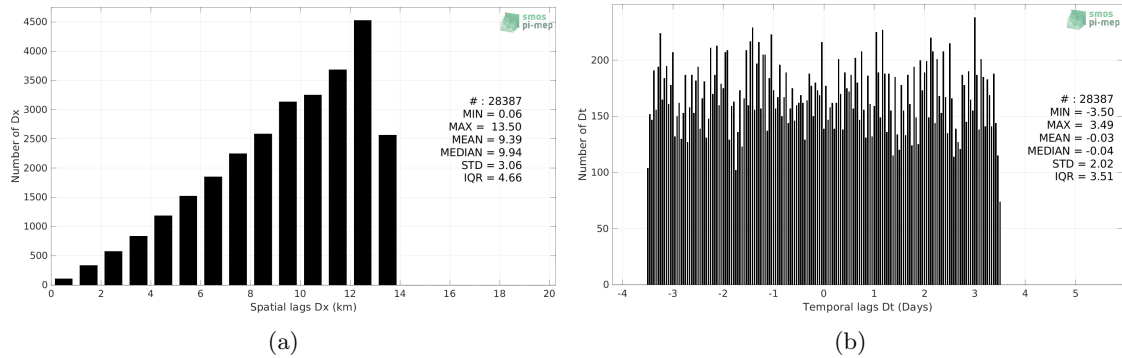 4500
4000
3500
3000
2500
2000
1500
1000
500
0
Number of Dx
smos
pi-mep
# : 28387
MIN = 0.06
MAX = 13.50
MEAN = 9.39
MEDIAN = 9.94
STD = 3.06
IQR = 4.66
0 2 4 6 8 10 12 14 16 18 20
Spatial lags Dx (km)
(a)
200
150
100
50
0
Number of Dt
smos
pi-mep
# : 28387
MIN = -3.50
MAX = 3.49
MEAN = -0.03
MEDIAN = -0.04
STD = 2.02
IQR = 3.51
-4 -3 -2 -1 0 1 2 3 4 5
Temporal lags Dt (Days)
(b)